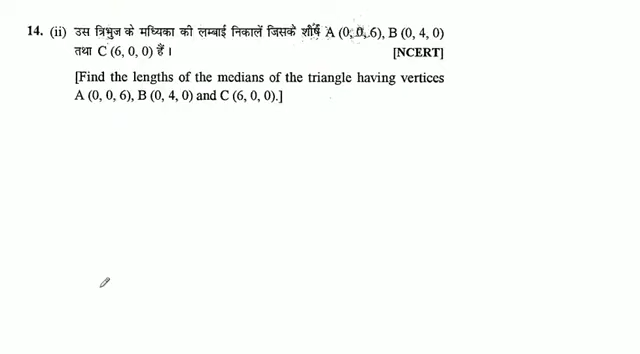 14. (ii) उस त्रिभुज के मध्यिका की लम्बाई निकालें जिसके शीर्ष A (0, 0, 6), B (0, 4, 0)
तथा C (6, 0, 0) हैं । [NCERT]
[Find the lengths of the medians of the triangle having vertices
A (0, 0, 6), B (0, 4, 0) and C (6, 0, 0).]